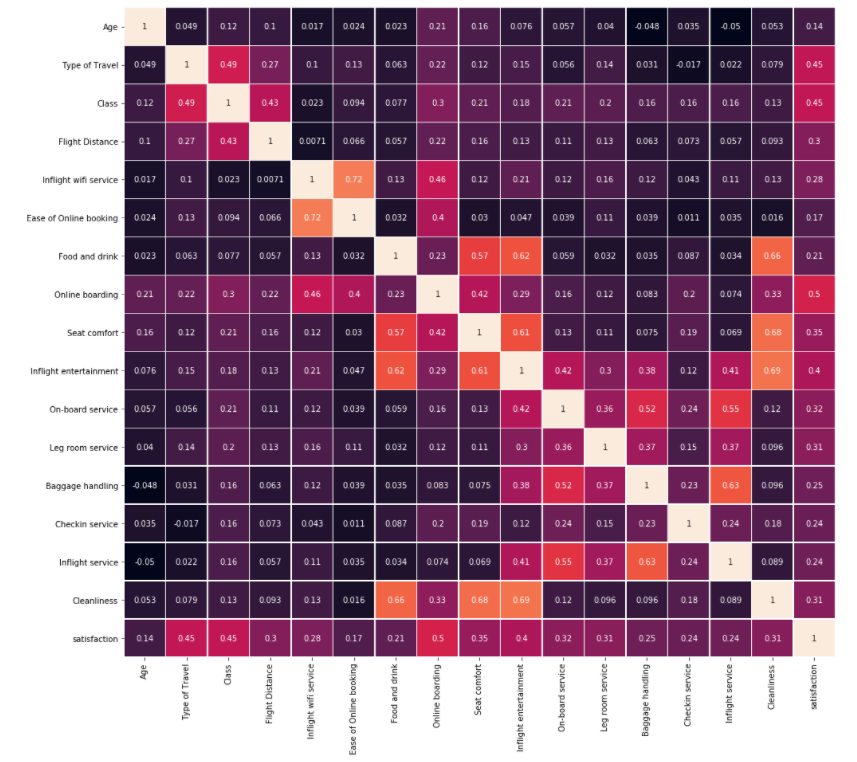 Age 1 0.049 0.12 0.1 0.017 0.024 0.023 0.21 0.16 0.076 0.057 0.04 -0.048 0.035 -0.05 0.053 0.14
Type of Travel 0.049 1 0.49 0.27 0.1 0.13 0.063 0.22 0.12 0.15 0.056 0.14 0.031 -0.017 0.022 0.079 0.45
Class 0.12 0.49 1 0.43 0.023 0.094 0.077 0.3 0.21 0.18 0.21 0.2 0.16 0.16 0.16 0.13 0.45
Flight Distance 0.1 0.27 0.43 1 0.0071 0.066 0.057 0.22 0.16 0.13 0.11 0.13 0.063 0.073 0.057 0.093 0.3
Inflight wifi service 0.017 0.1 0.023 0.0071 1 0.72 0.13 0.46 0.12 0.21 0.12 0.16 0.12 0.043 0.11 0.13 0.28
Ease of Online booking 0.024 0.13 0.094 0.066 0.72 1 0.032 0.4 0.03 0.047 0.039 0.11 0.039 0.011 0.035 0.016 0.17
Food and drink 0.023 0.063 0.077 0.057 0.13 0.032 1 0.23 0.57 0.62 0.059 0.032 0.035 0.087 0.034 0.66 0.21
Online boarding 0.21 0.22 0.3 0.22 0.46 0.4 0.23 1 0.42 0.29 0.16 0.12 0.083 0.2 0.074 0.33 0.5
Seat comfort 0.16 0.12 0.21 0.16 0.12 0.03 0.57 0.42 1 0.61 0.13 0.11 0.075 0.19 0.069 0.68 0.35
Inflight entertainment 0.076 0.15 0.18 0.13 0.21 0.047 0.62 0.29 0.61 1 0.42 0.3 0.38 0.12 0.41 0.69 0.4
On-board service 0.057 0.056 0.21 0.11 0.12 0.039 0.059 0.16 0.13 0.42 1 0.36 0.52 0.24 0.55 0.12 0.32
Leg room service 0.04 0.14 0.2 0.13 0.16 0.11 0.032 0.12 0.11 0.3 0.36 1 0.37 0.15 0.37 0.096 0.31
Baggage handling -0.048 0.031 0.16 0.063 0.12 0.039 0.035 0.083 0.075 0.38 0.52 0.37 1 0.23 0.63 0.096 0.25
Checkin service 0.035 -0.017 0.16 0.073 0.043 0.011 0.087 0.2 0.19 0.12 0.24 0.15 0.23 1 0.24 0.18 0.24
Inflight service -0.05 0.022 0.16 0.057 0.11 0.035 0.034 0.074 0.069 0.41 0.55 0.37 0.63 0.24 1 0.089 0.24
Cleanliness 0.053 0.079 0.13 0.093 0.13 0.016 0.66 0.33 0.68 0.69 0.12 0.096 0.096 0.18 0.089 1 0.31
satisfaction 0.14 0.45 0.45 0.3 0.28 0.17 0.21 0.5 0.35 0.4 0.32 0.31 0.25 0.24 0.24 0.31 1
Age
Type of Travel
Class
Flight Distance
Inflight wifi service
Ease of Online booking
Food and drink
Online boarding
Seat comfort
Inflight entertainment
On-board service
Leg room service
Baggage handling
Checkin service
Inflight service
Cleanliness
satisfaction